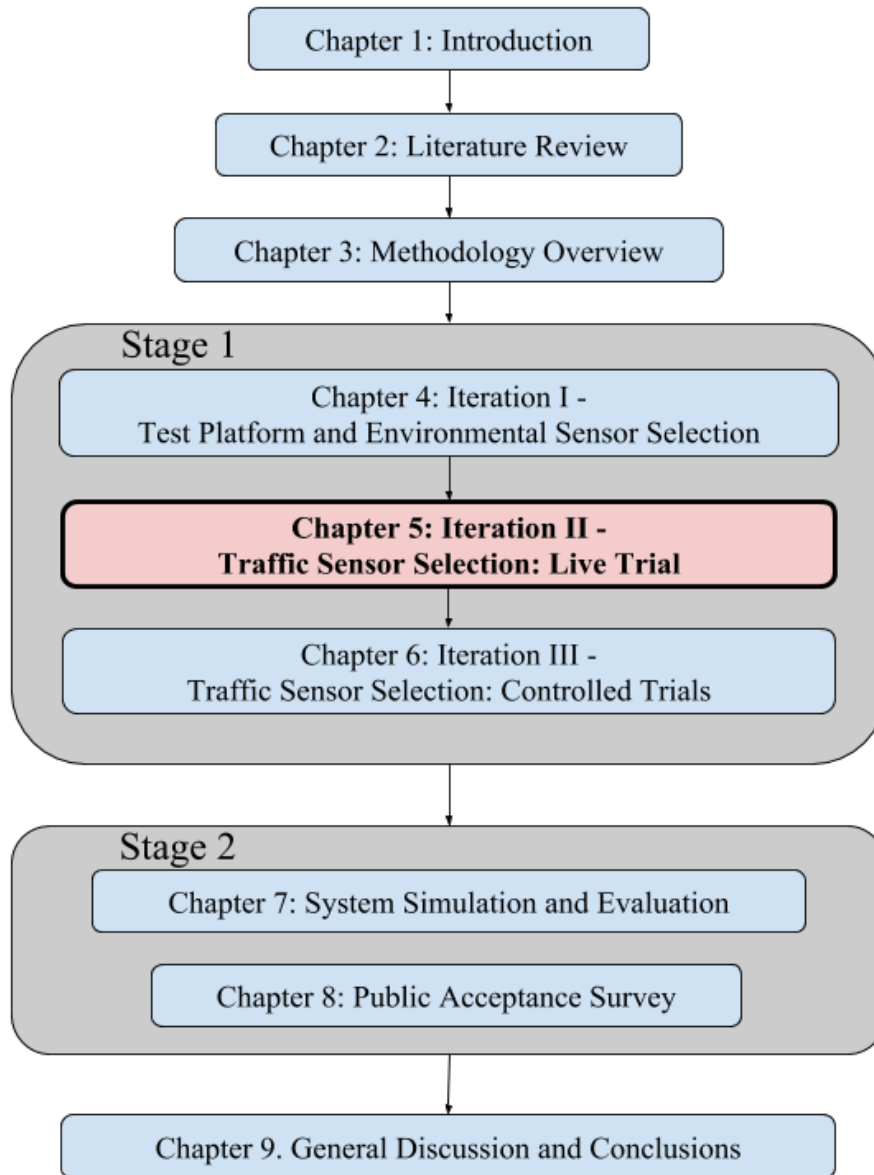 Chapter 1: Introduction
Chapter 2: Literature Review
Chapter 3: Methodology Overview
Stage 1
Chapter 4: Iteration I -
Test Platform and Environmental Sensor Selection
Chapter 5: Iteration II -
Traffic Sensor Selection: Live Trial
Chapter 6: Iteration III -
Traffic Sensor Selection: Controlled Trials
Stage 2
Chapter 7: System Simulation and Evaluation
Chapter 8: Public Acceptance Survey
Chapter 9. General Discussion and Conclusions